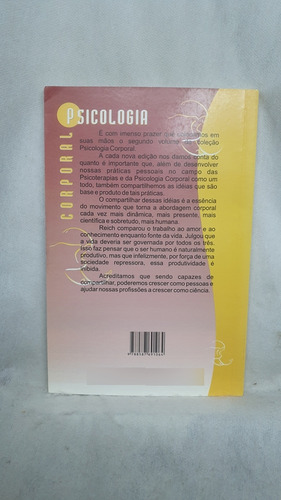 PSICOLOGIA
CORPORAL
É com imenso prazer que colocamos em
suas mãos o segundo volume da coleção
Psicologia Corporal.
A cada nova edição nos damos conta do
quanto é importante que, além de desenvolver
nossas práticas pessoais no campo das
Psicoterapias e da Psicologia Corporal como um
todo, também compartilhemos as idéias que são
base e produto de tais práticas.
O compartilhar dessas idéias é a essência
do movimento que torna a abordagem corporal
cada vez mais dinâmica, mais presente, mais
científica e sobretudo, mais humana.
Reich comparou o trabalho ao amor e ao
conhecimento enquanto fonte da vida. Julgou que
a vida deveria ser governada por todos os três.
Isso faz pensar que o ser humano é naturalmente
produtivo, mas que infelizmente, por força de uma
sociedade repressora, essa produtividade é
inibida.
Acreditamos que sendo capazes de
compartilhar, poderemos crescer como pessoas e
ajudar nossas profissões a crescer como ciência.